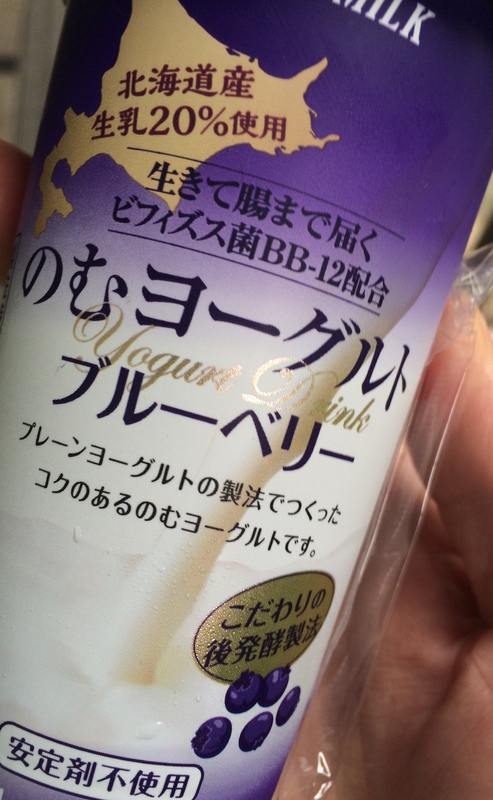 MILK
北海道産
生乳20%使用
生きて腸まで届く
ビフィズス菌BB-12配合
のむヨーグルト
Yogurt Drink
ブルーベリー
プレーンヨーグルトの製法でつくった
コクのあるのむヨーグルトです。
こだわりの
後発酵製法
安定剤不使用